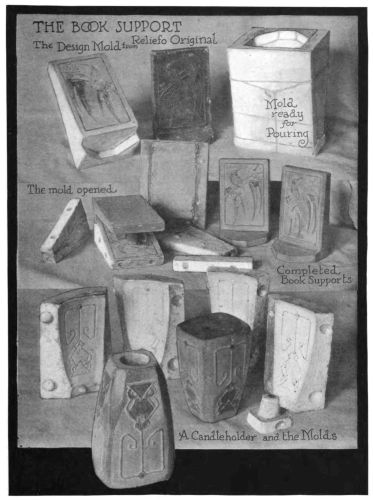 THE BOOK SUPPORT
The Design Mold from Reliefo Original
Mold
ready
for
Pouring
The mold opened
Completed
Book Supports
A Candleholder and the Molds